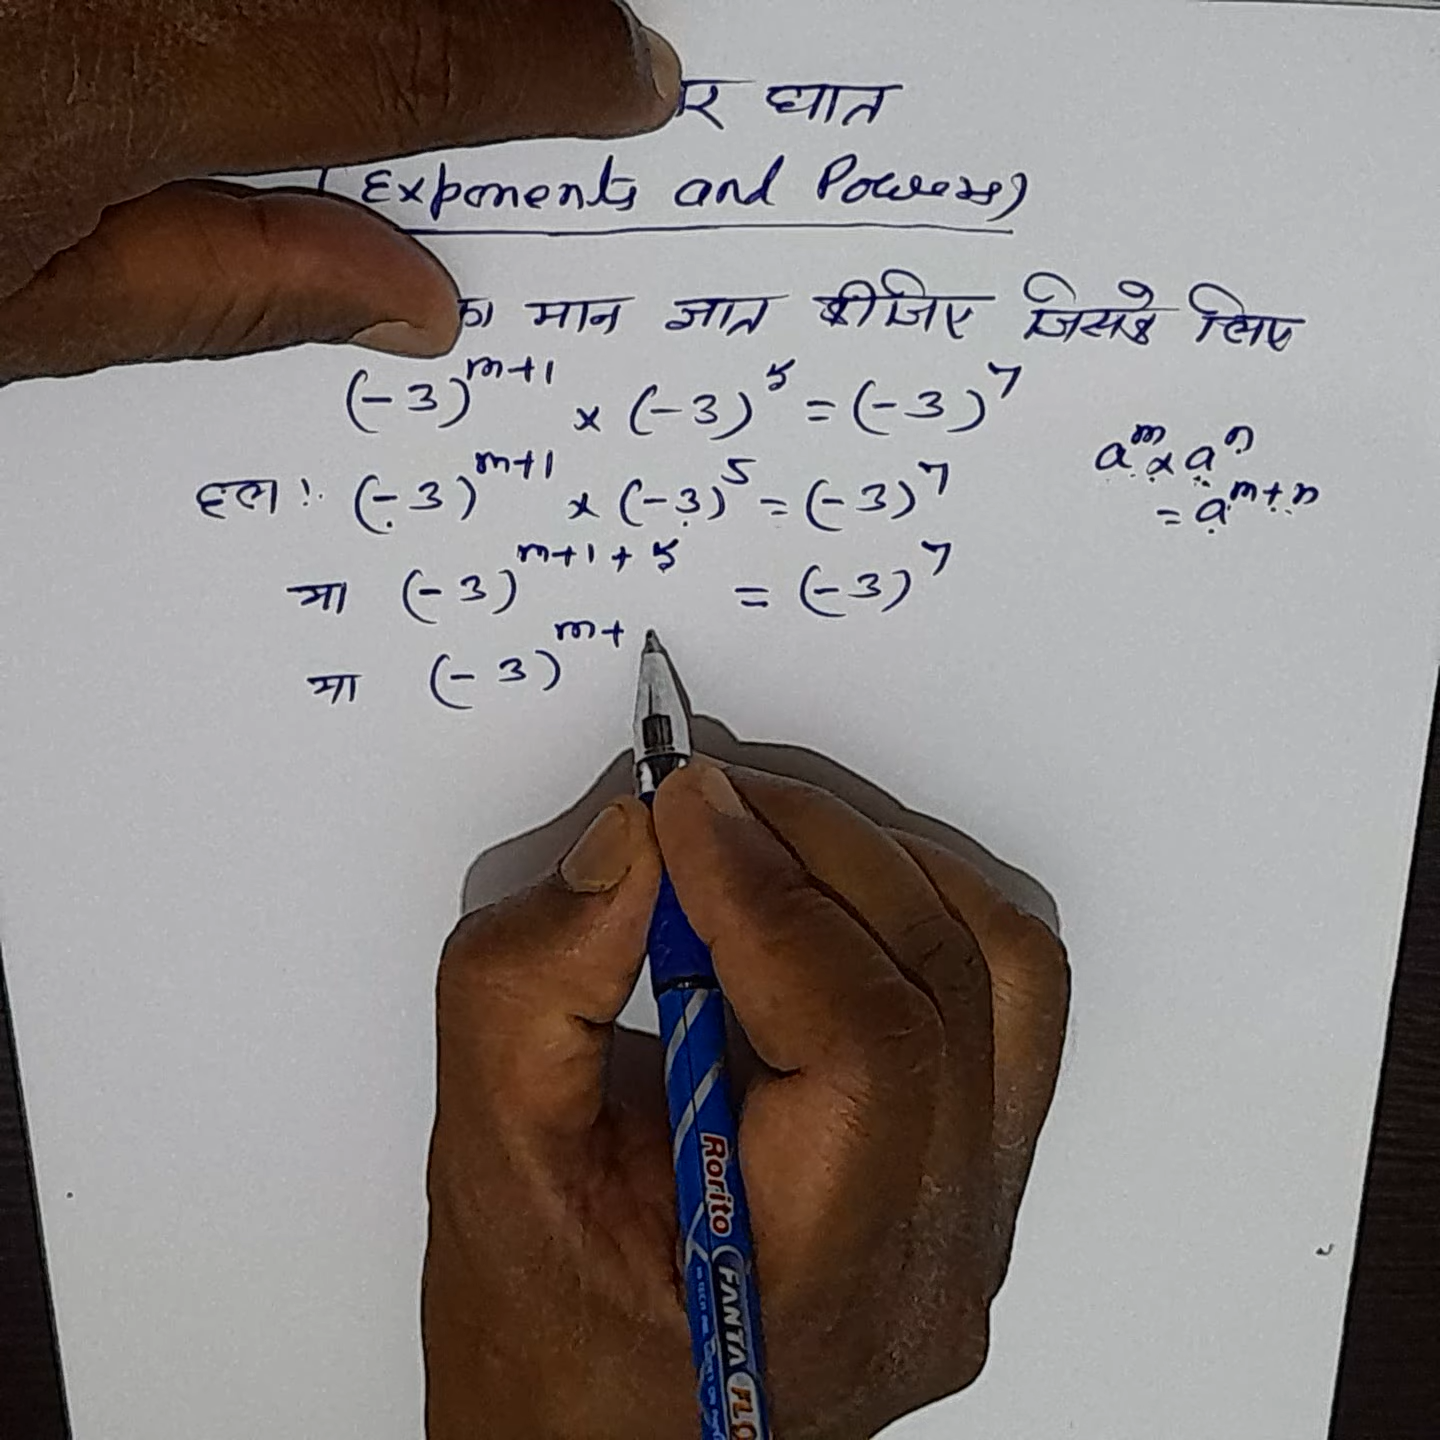 घात
(Exponents and Powers)
का मान ज्ञात कीजिए जिसके लिए
(-3)^{m+1} × (-3)^5 = (-3)^7
हल: (-3)^{m+1} × (-3)^5 = (-3)^7
a^m × a^n
= a^{m+n}
या (-3)^{m+1+5} = (-3)^7
या (-3)^{m+
Rorito
FANTA